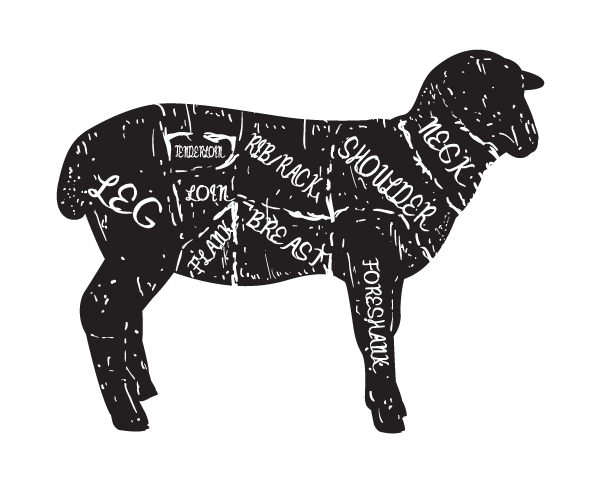 NECK
SHOULDER
RIB/RACK
TENDERLOIN
LOIN
LEG
FLANK
BREAST
FORESHANK